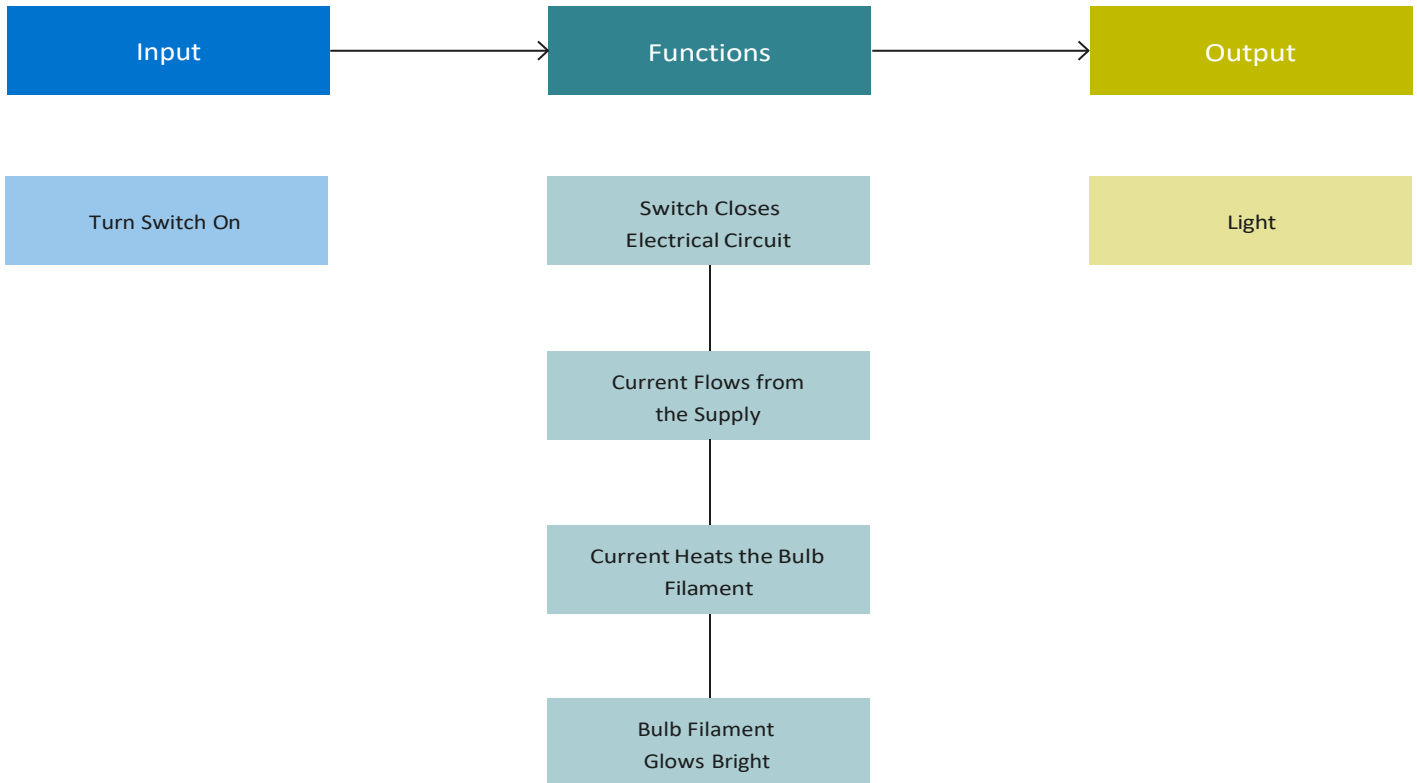 Input
Functions
Output
Turn Switch On
Switch Closes
Electrical Circuit
Light
Current Flows from
the Supply
Current Heats the Bulb
Filament
Bulb Filament
Glows Bright